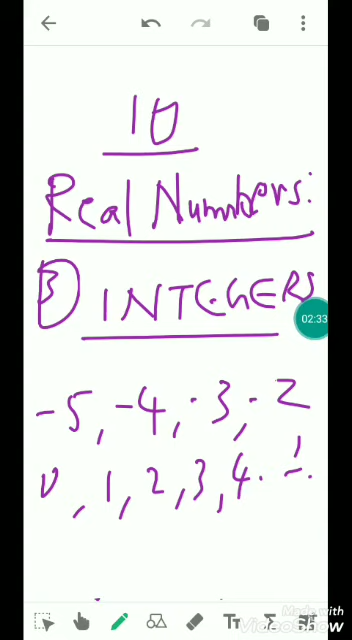 10
Real Numbers:
3) INTEGERS
02:33
-5, -4, -3, -2
0, 1, 2, 3, 4.
Made with
VideoShow
Tт